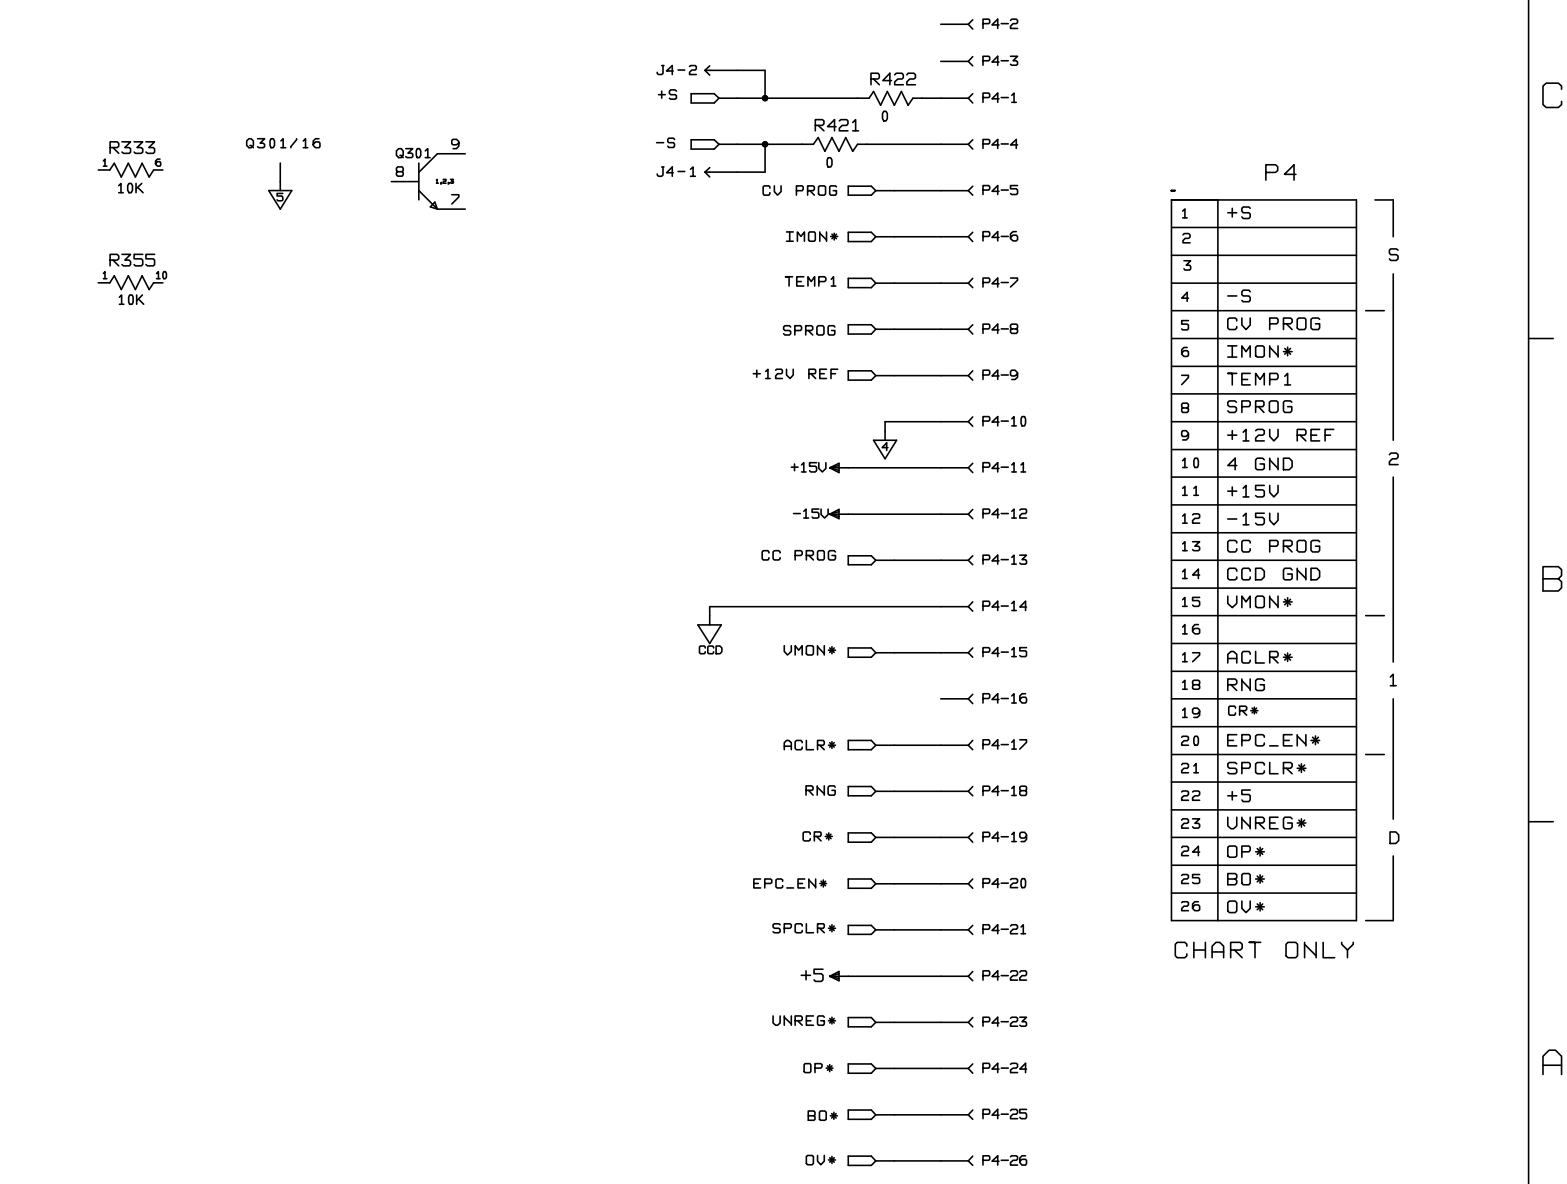 P4-2
P4-3
J4-2
R422
+S
P4-1
0
R421
-S
P4-4
0
J4-1
CV PROG
P4-5
IMON*
P4-6
TEMP1
P4-7
SPROG
P4-8
+12V REF
P4-9
P4-10
4
+15V
P4-11
-15V
P4-12
CC PROG
P4-13
P4-14
CCD
VMON*
P4-15
P4-16
ACLR*
P4-17
RNG
P4-18
CR*
P4-19
EPC_EN*
P4-20
SPCLR*
P4-21
+5
P4-22
UNREG*
P4-23
OP*
P4-24
BO*
P4-25
OV*
P4-26
R333
1 6
10K
R355
1 10
10K
Q301/16
5
Q301
9
8
1,2,3
7
P4
1 +S
2
3
4 -S
5 CV PROG
6 IMON*
7 TEMP1
8 SPROG
9 +12V REF
10 4 GND
11 +15V
12 -15V
13 CC PROG
14 CCD GND
15 VMON*
16
17 ACLR*
18 RNG
19 CR*
20 EPC_EN*
21 SPCLR*
22 +5
23 UNREG*
24 OP*
25 BO*
26 OV*
S
2
1
D
CHART ONLY
C
B
A